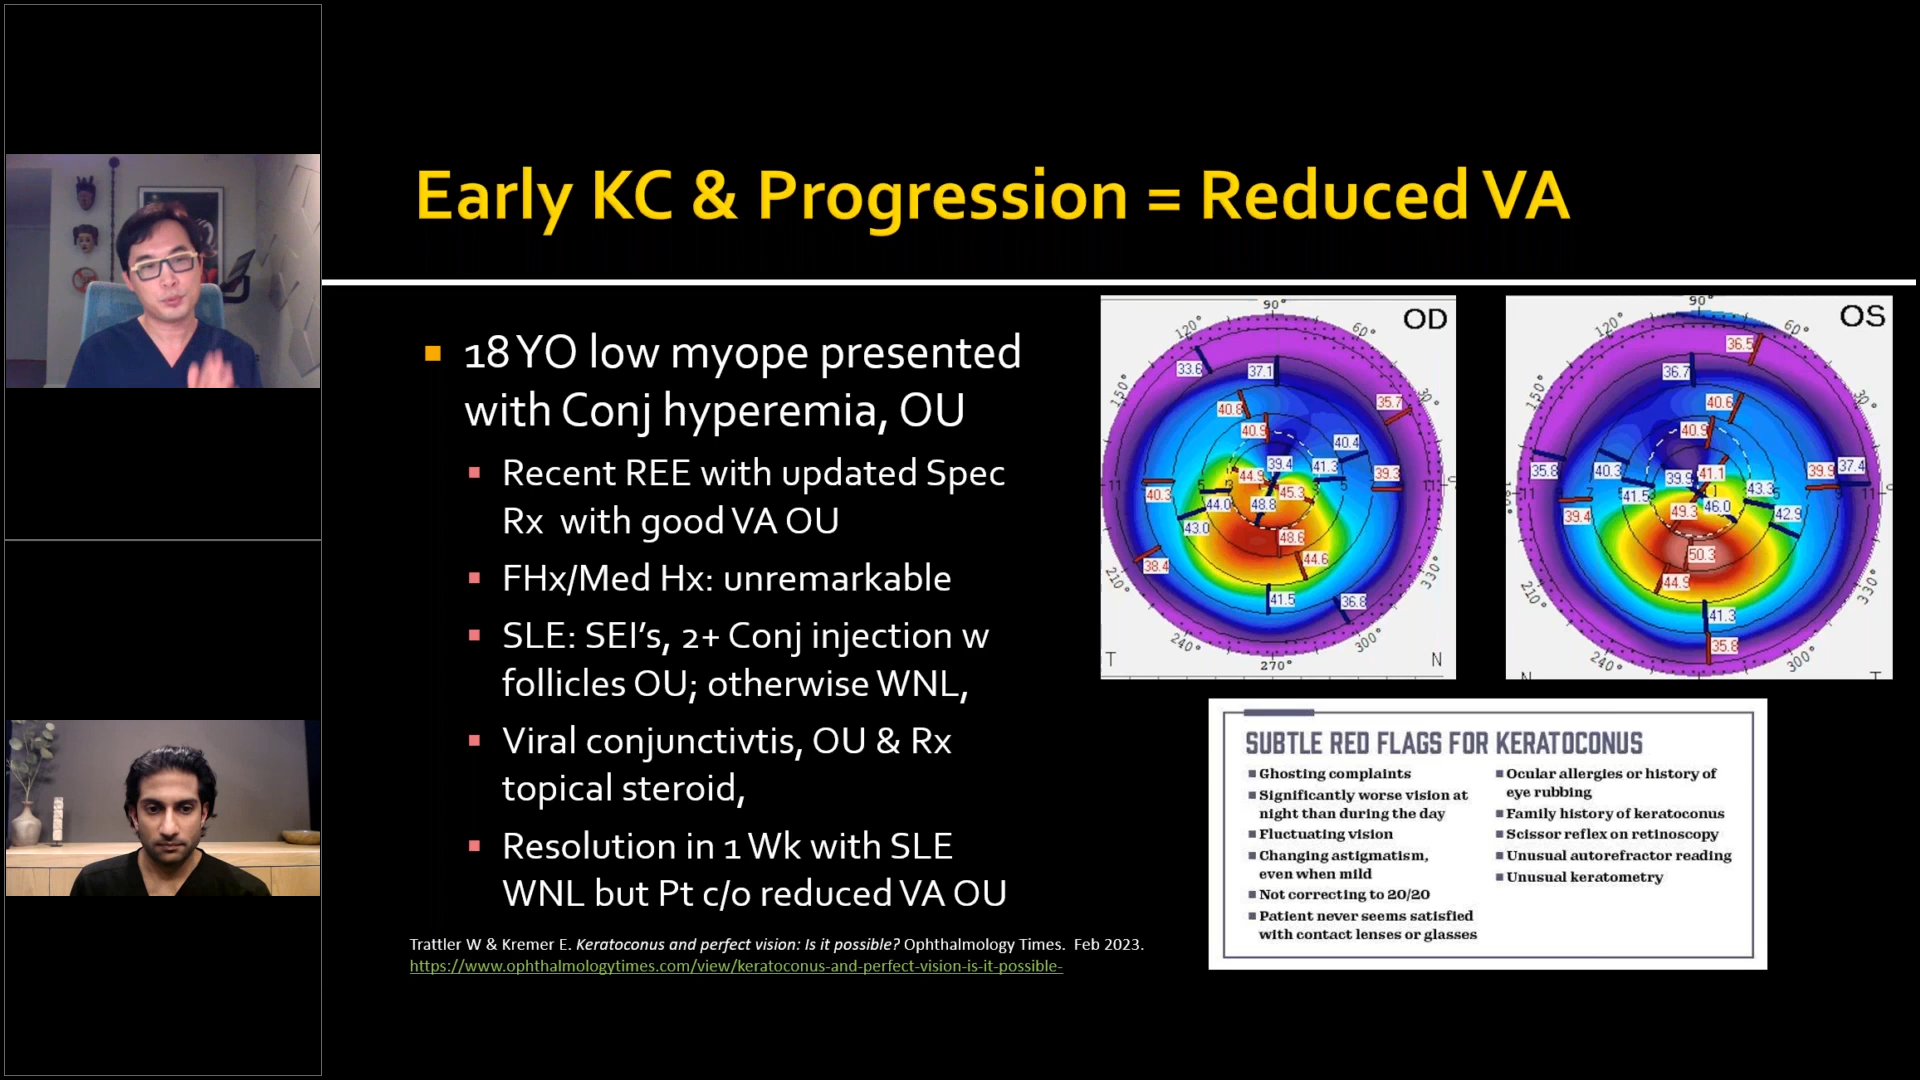 Early KC & Progression = Reduced VA
18 YO low myope presented
with Conj hyperemia, OU
Recent REE with updated Spec
Rx with good VA OU
FHx/Med Hx: unremarkable
SLE: SEI's, 2+ Conj injection w
follicles OU; otherwise WNL,
Viral conjunctivtis, OU & Rx
topical steroid,
Resolution in 1 Wk with SLE
WNL but Pt c/o reduced VA OU
Trattler W & Kremer E. Keratoconus and perfect vision: Is it possible? Ophthalmology Times. Feb 2023.
https://www.ophthalmologytimes.com/view/keratoconus-and-perfect-vision-is-it-possible-
OD
90°
120°
60°
150°
30°
33.6
37.1
40.8
35.7
40.9
40.4
39.4
41.3
39.3
44.9
45.3
40.3
44.0
48.8
43.0
48.6
44.6
38.4
41.5
36.8
210°
330°
240°
300°
270°
T
N
OS
90°
120°
60°
150°
30°
36.5
36.7
40.6
40.9
35.8
40.3
39.9
41.1
39.9
37.4
41.5
43.3
49.3
46.0
39.4
42.9
50.3
44.9
41.3
35.8
210°
330°
240°
300°
N
T
SUBTLE RED FLAGS FOR KERATOCONUS
Ghosting complaints
Significantly worse vision at
night than during the day
Fluctuating vision
Changing astigmatism,
even when mild
Not correcting to 20/20
Patient never seems satisfied
with contact lenses or glasses
Ocular allergies or history of
eye rubbing
Family history of keratoconus
Scissor reflex on retinoscopy
Unusual autorefractor reading
Unusual keratometry